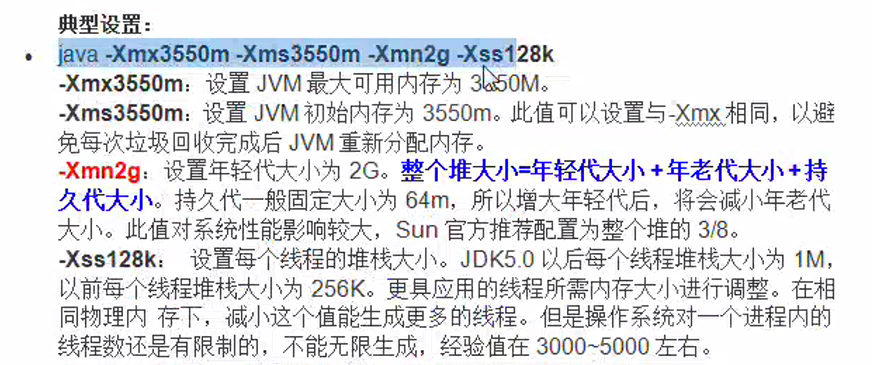 典型设置：
java -Xmx3550m -Xms3550m -Xmn2g -Xss128k
-Xmx3550m：设置 JVM 最大可用内存为 3550M。
-Xms3550m：设置 JVM 初始内存为 3550m。此值可以设置与-Xmx 相同，以避
免每次垃圾回收完成后 JVM 重新分配内存。
-Xmn2g：设置年轻代大小为 2G。整个堆大小=年轻代大小 + 年老代大小 + 持
久代大小。持久代一般固定大小为 64m，所以增大年轻代后，将会减小年老代
大小。此值对系统性能影响较大，Sun 官方推荐配置为整个堆的 3/8。
-Xss128k： 设置每个线程的堆栈大小。JDK5.0 以后每个线程堆栈大小为 1M，
以前每个线程堆栈大小为 256K。更具应用的线程所需内存大小进行调整。在相
同物理内 存下，减小这个值能生成更多的线程。但是操作系统对一个进程内的
线程数还是有限制的，不能无限生成，经验值在 3000~5000 左右。